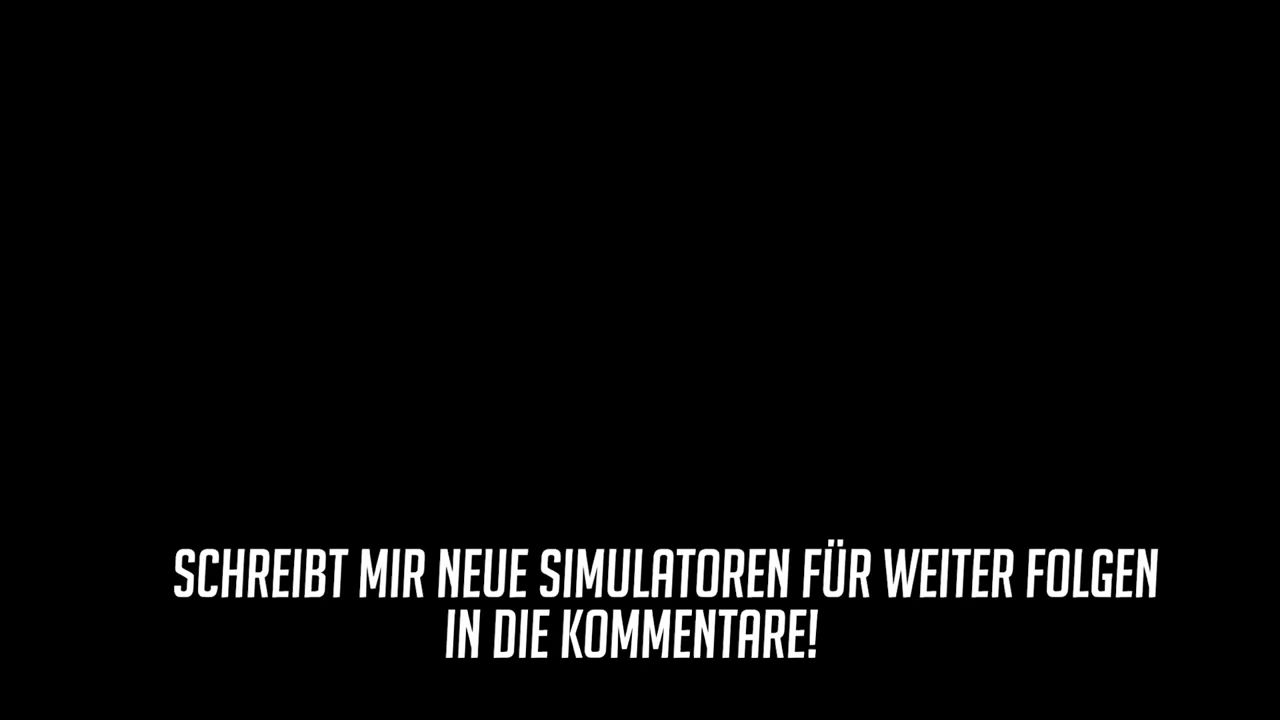 SCHREIBT MIR NEUE SIMULATOREN FÜR WEITER FOLGEN
IN DIE KOMMENTARE!